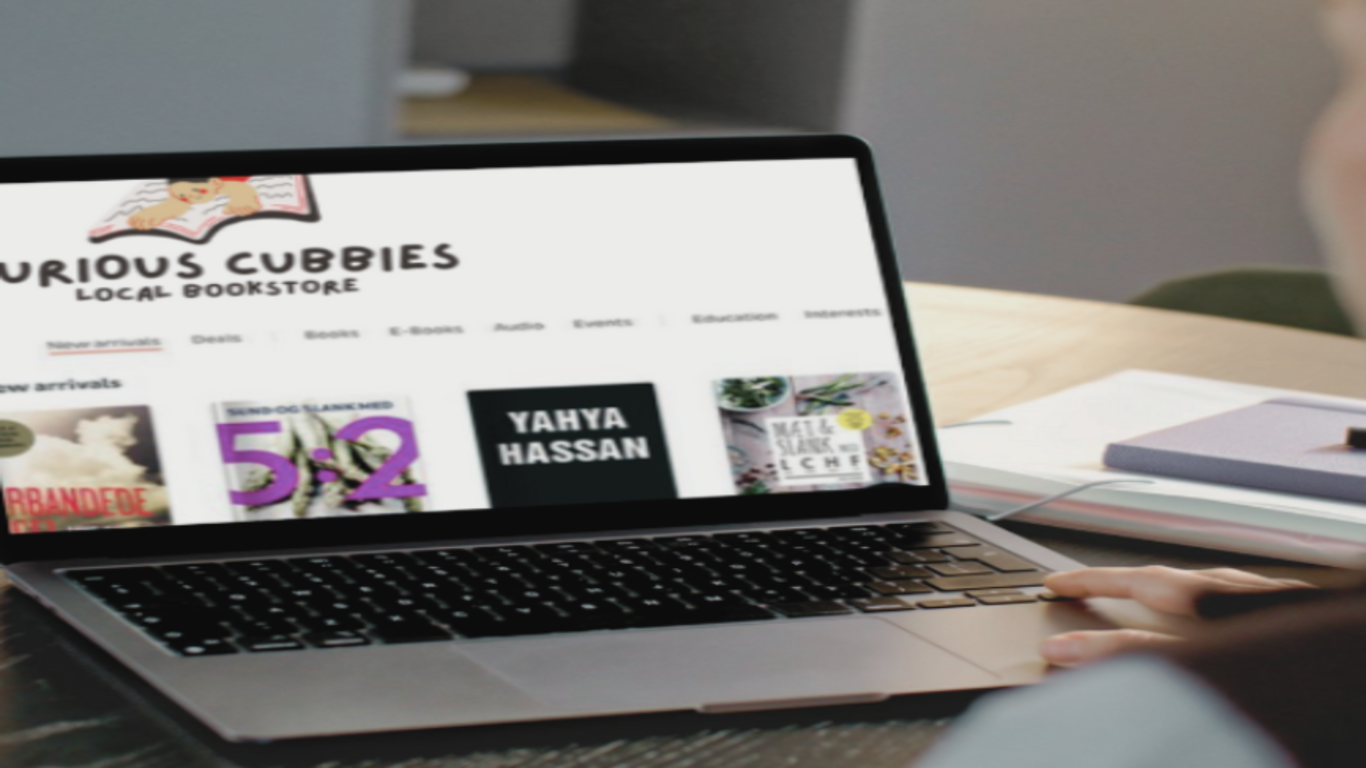 URIOUS CUBBIES
LOCAL BOOKSTORE
New arrivals Deals Books E-Books Audio Events Education Interests
ew arrivals
RBANDEDE
SUND OG SLANK MED
5:2
YAHYA
HASSAN
MÆT &
SLANK MED
LCHF